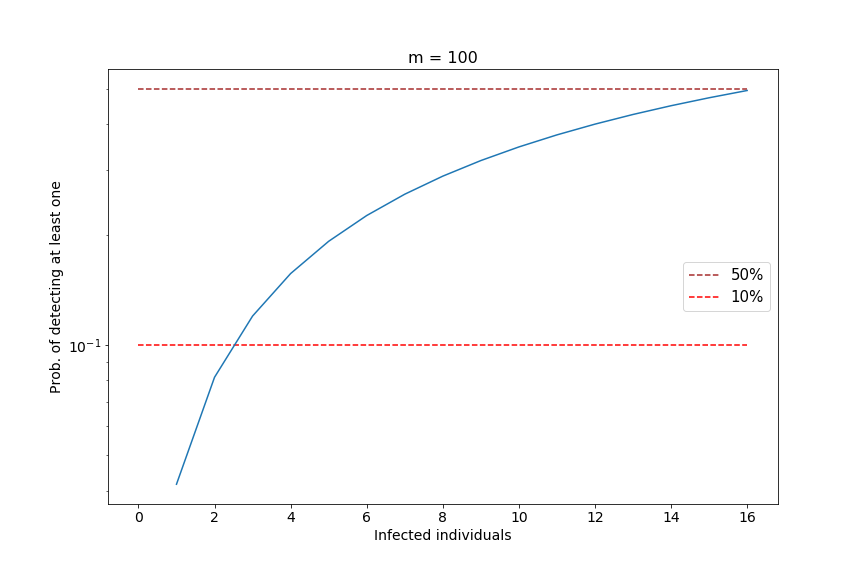 m = 100
Prob. of detecting at least one
10⁻¹
50%
10%
0 2 4 6 8 10 12 14 16
Infected individuals